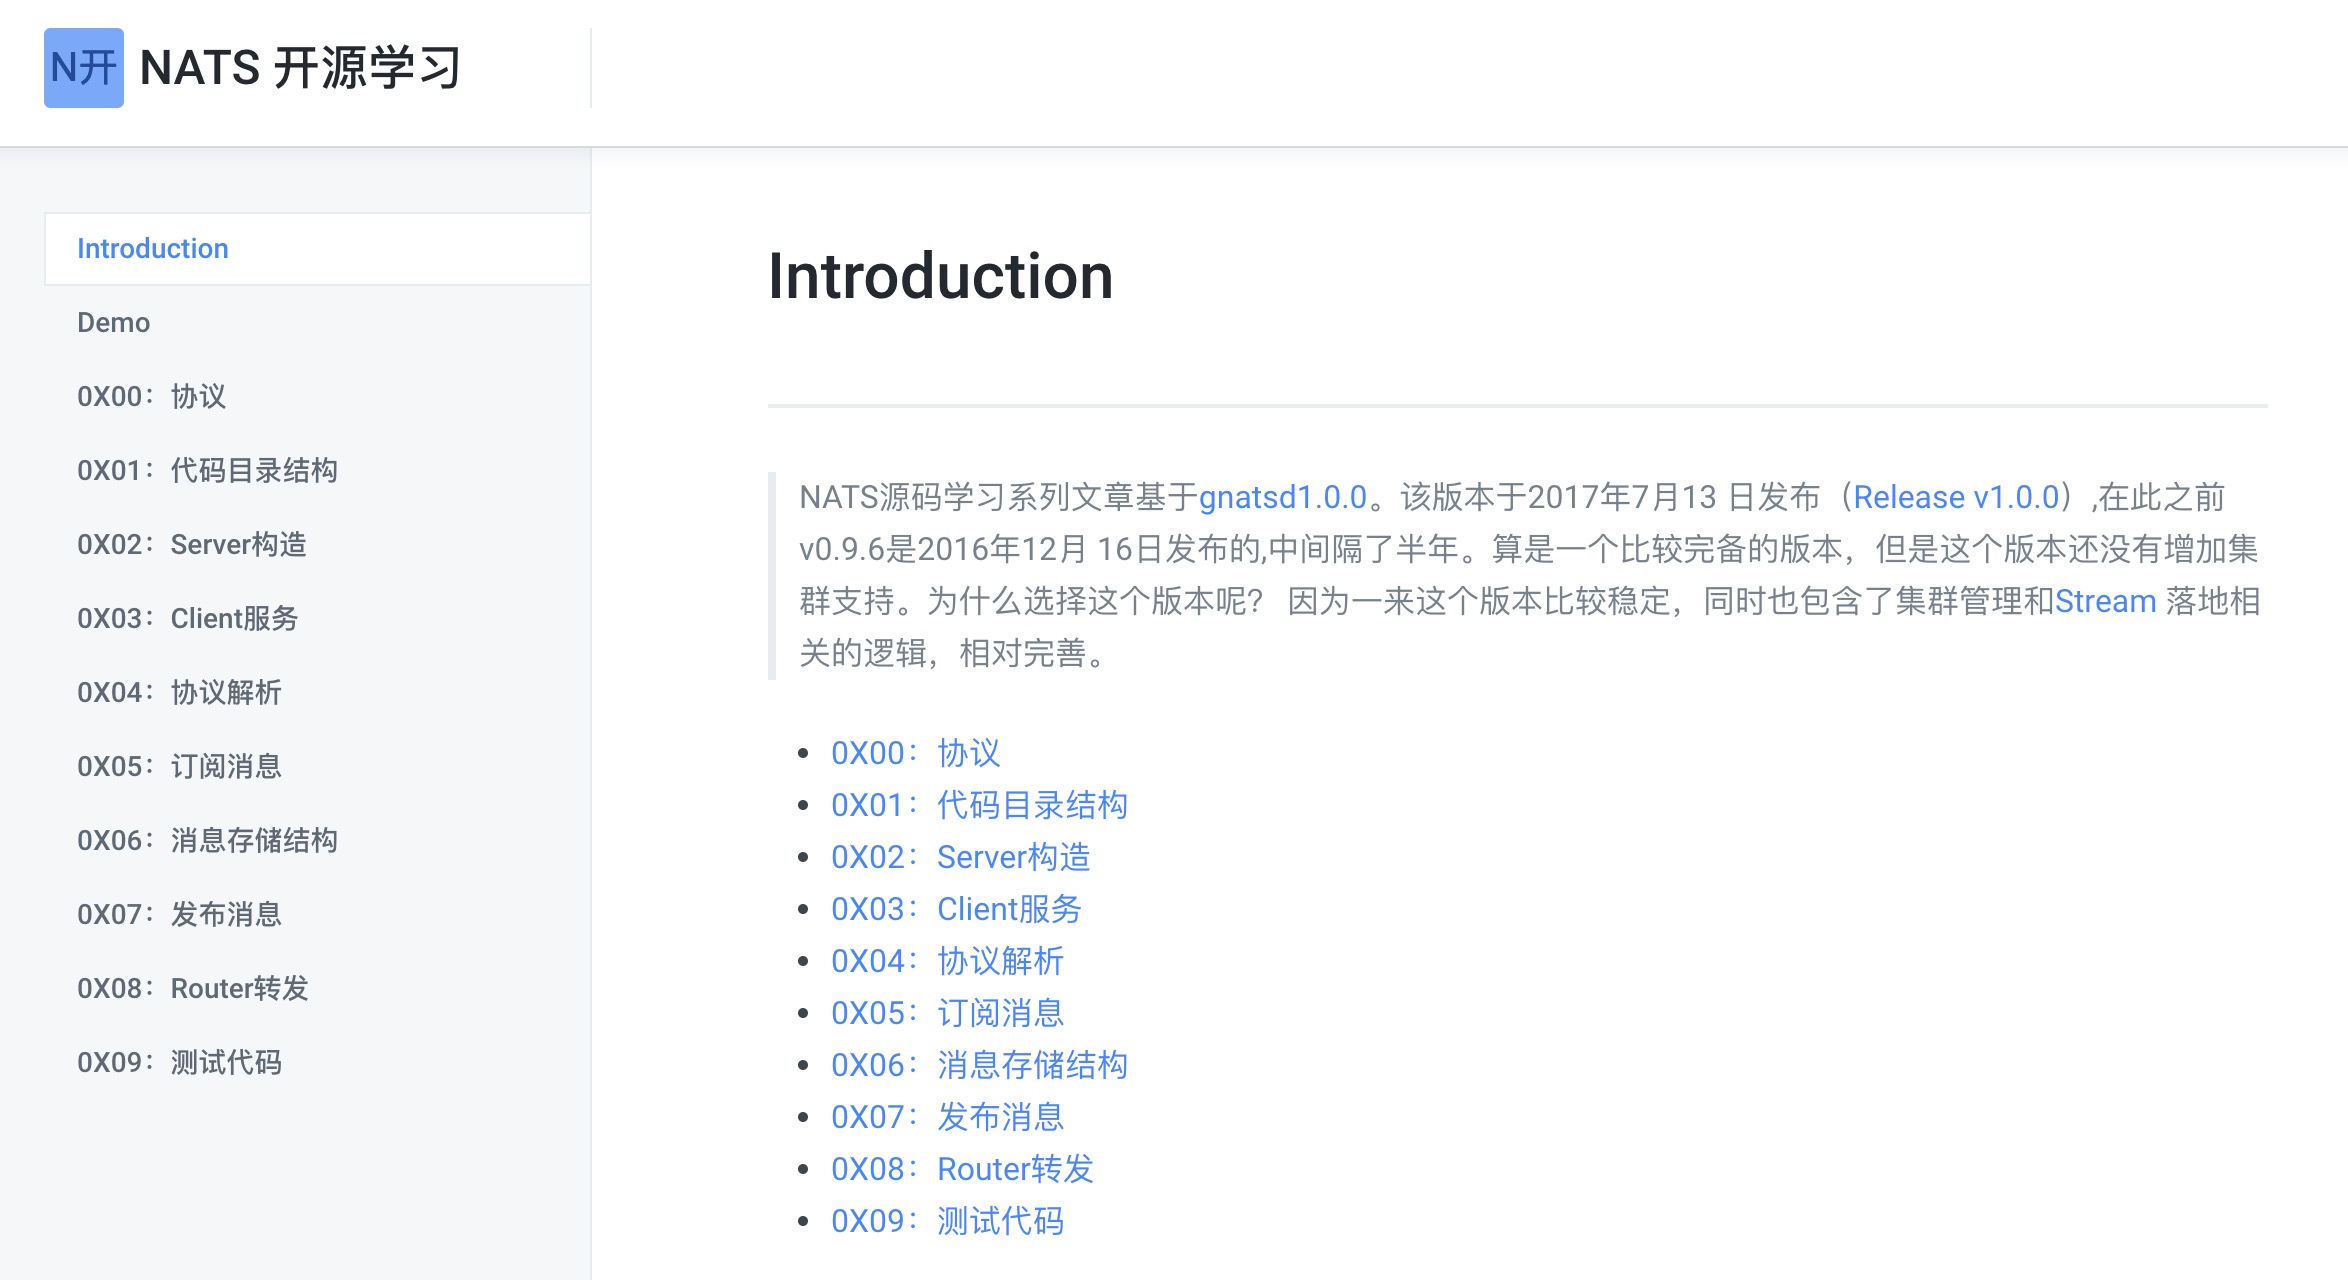 N开 NATS 开源学习
Introduction
Demo
0X00：协议
0X01：代码目录结构
0X02：Server构造
0X03：Client服务
0X04：协议解析
0X05：订阅消息
0X06：消息存储结构
0X07：发布消息
0X08：Router转发
0X09：测试代码
Introduction
NATS源码学习系列文章基于gnatsd1.0.0。该版本于2017年7月13 日发布（Release v1.0.0）,在此之前
v0.9.6是2016年12月 16日发布的,中间隔了半年。算是一个比较完备的版本，但是这个版本还没有增加集
群支持。为什么选择这个版本呢？ 因为一来这个版本比较稳定，同时也包含了集群管理和Stream 落地相
关的逻辑，相对完善。
0X00：协议
0X01：代码目录结构
0X02：Server构造
0X03：Client服务
0X04：协议解析
0X05：订阅消息
0X06：消息存储结构
0X07：发布消息
0X08：Router转发
0X09：测试代码